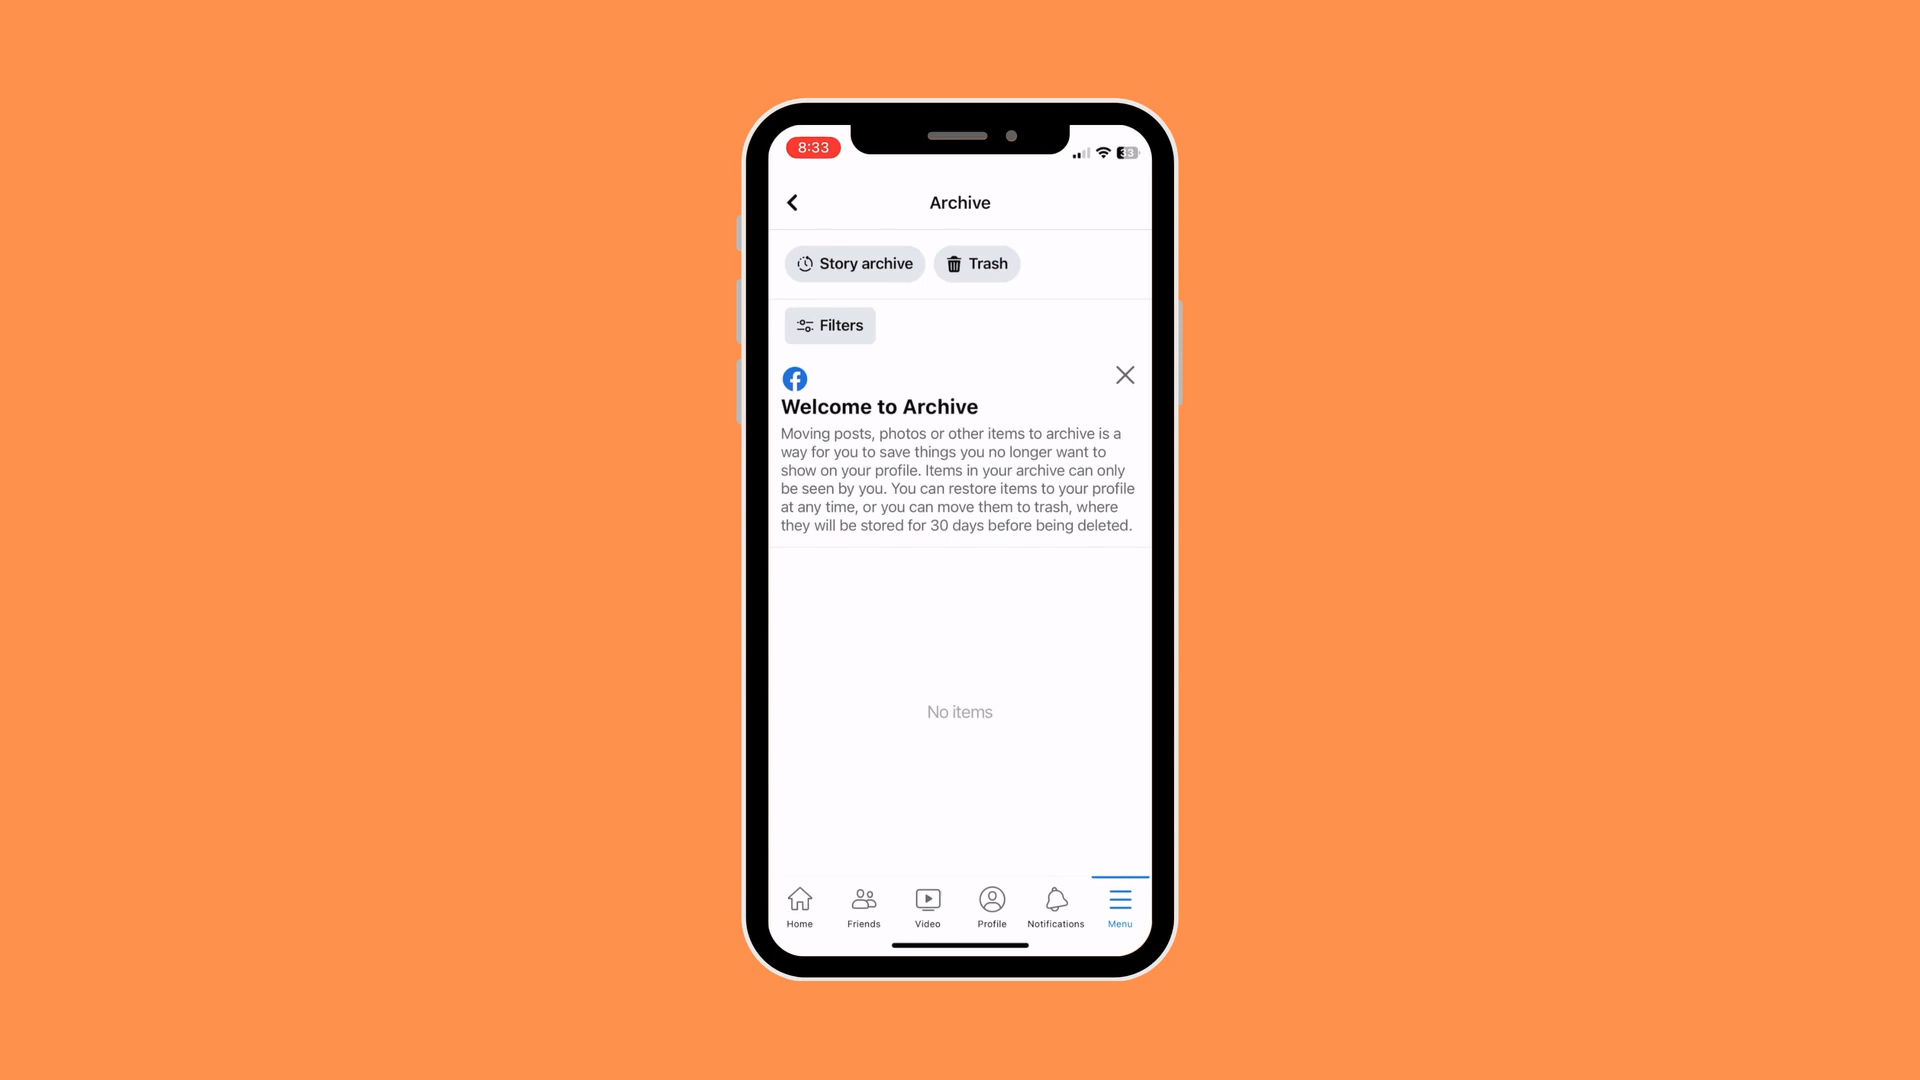 8:33
33
Archive
Story archive
Trash
Filters
Welcome to Archive
Moving posts, photos or other items to archive is a
way for you to save things you no longer want to
show on your profile. Items in your archive can only
be seen by you. You can restore items to your profile
at any time, or you can move them to trash, where
they will be stored for 30 days before being deleted.
No items
Home
Friends
Video
Profile
Notifications
Menu